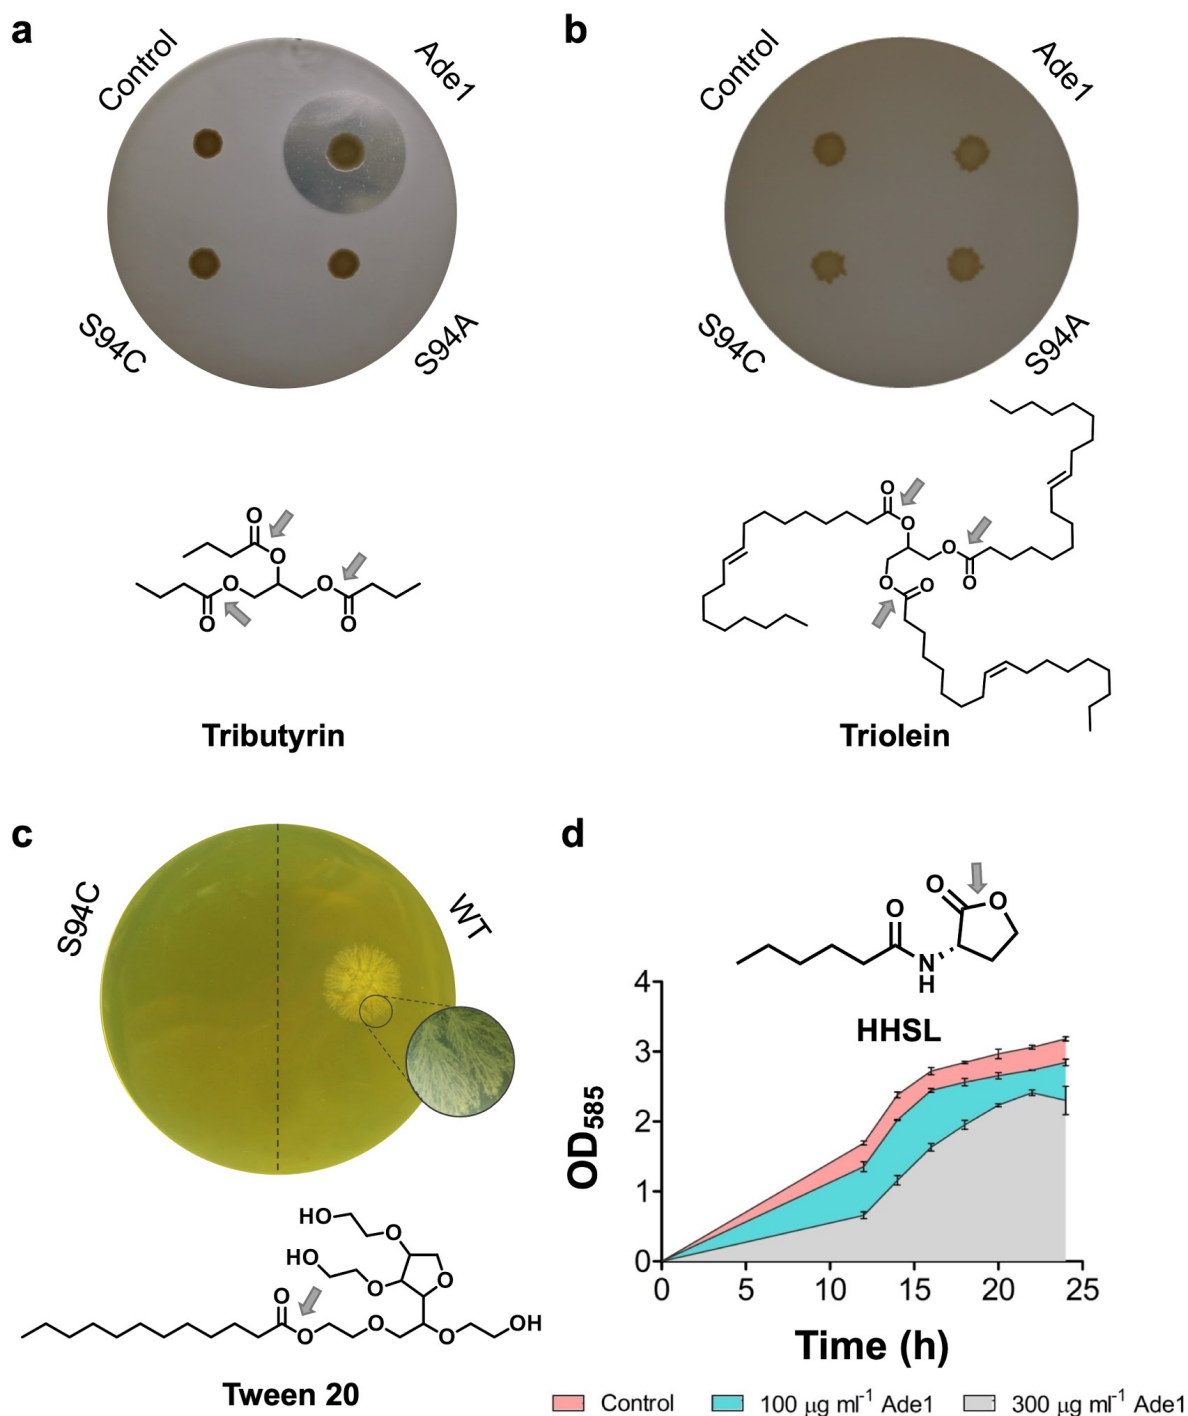 a
Control
Ade1
S94C
S94A
O
O
O
O
O
O
Tributyrin
b
Control
Ade1
S94C
S94A
O
O
O
O
O
O
Triolein
c
S94C
WT
HO
O
HO
O
O
O
O
O
O
OH
Tween 20
d
O
O
O
N
H
HHSL
OD585
4
3
2
1
0
0 5 10 15 20 25
Time (h)
Control 100 µg ml-1 Ade1 300 µg ml-1 Ade1